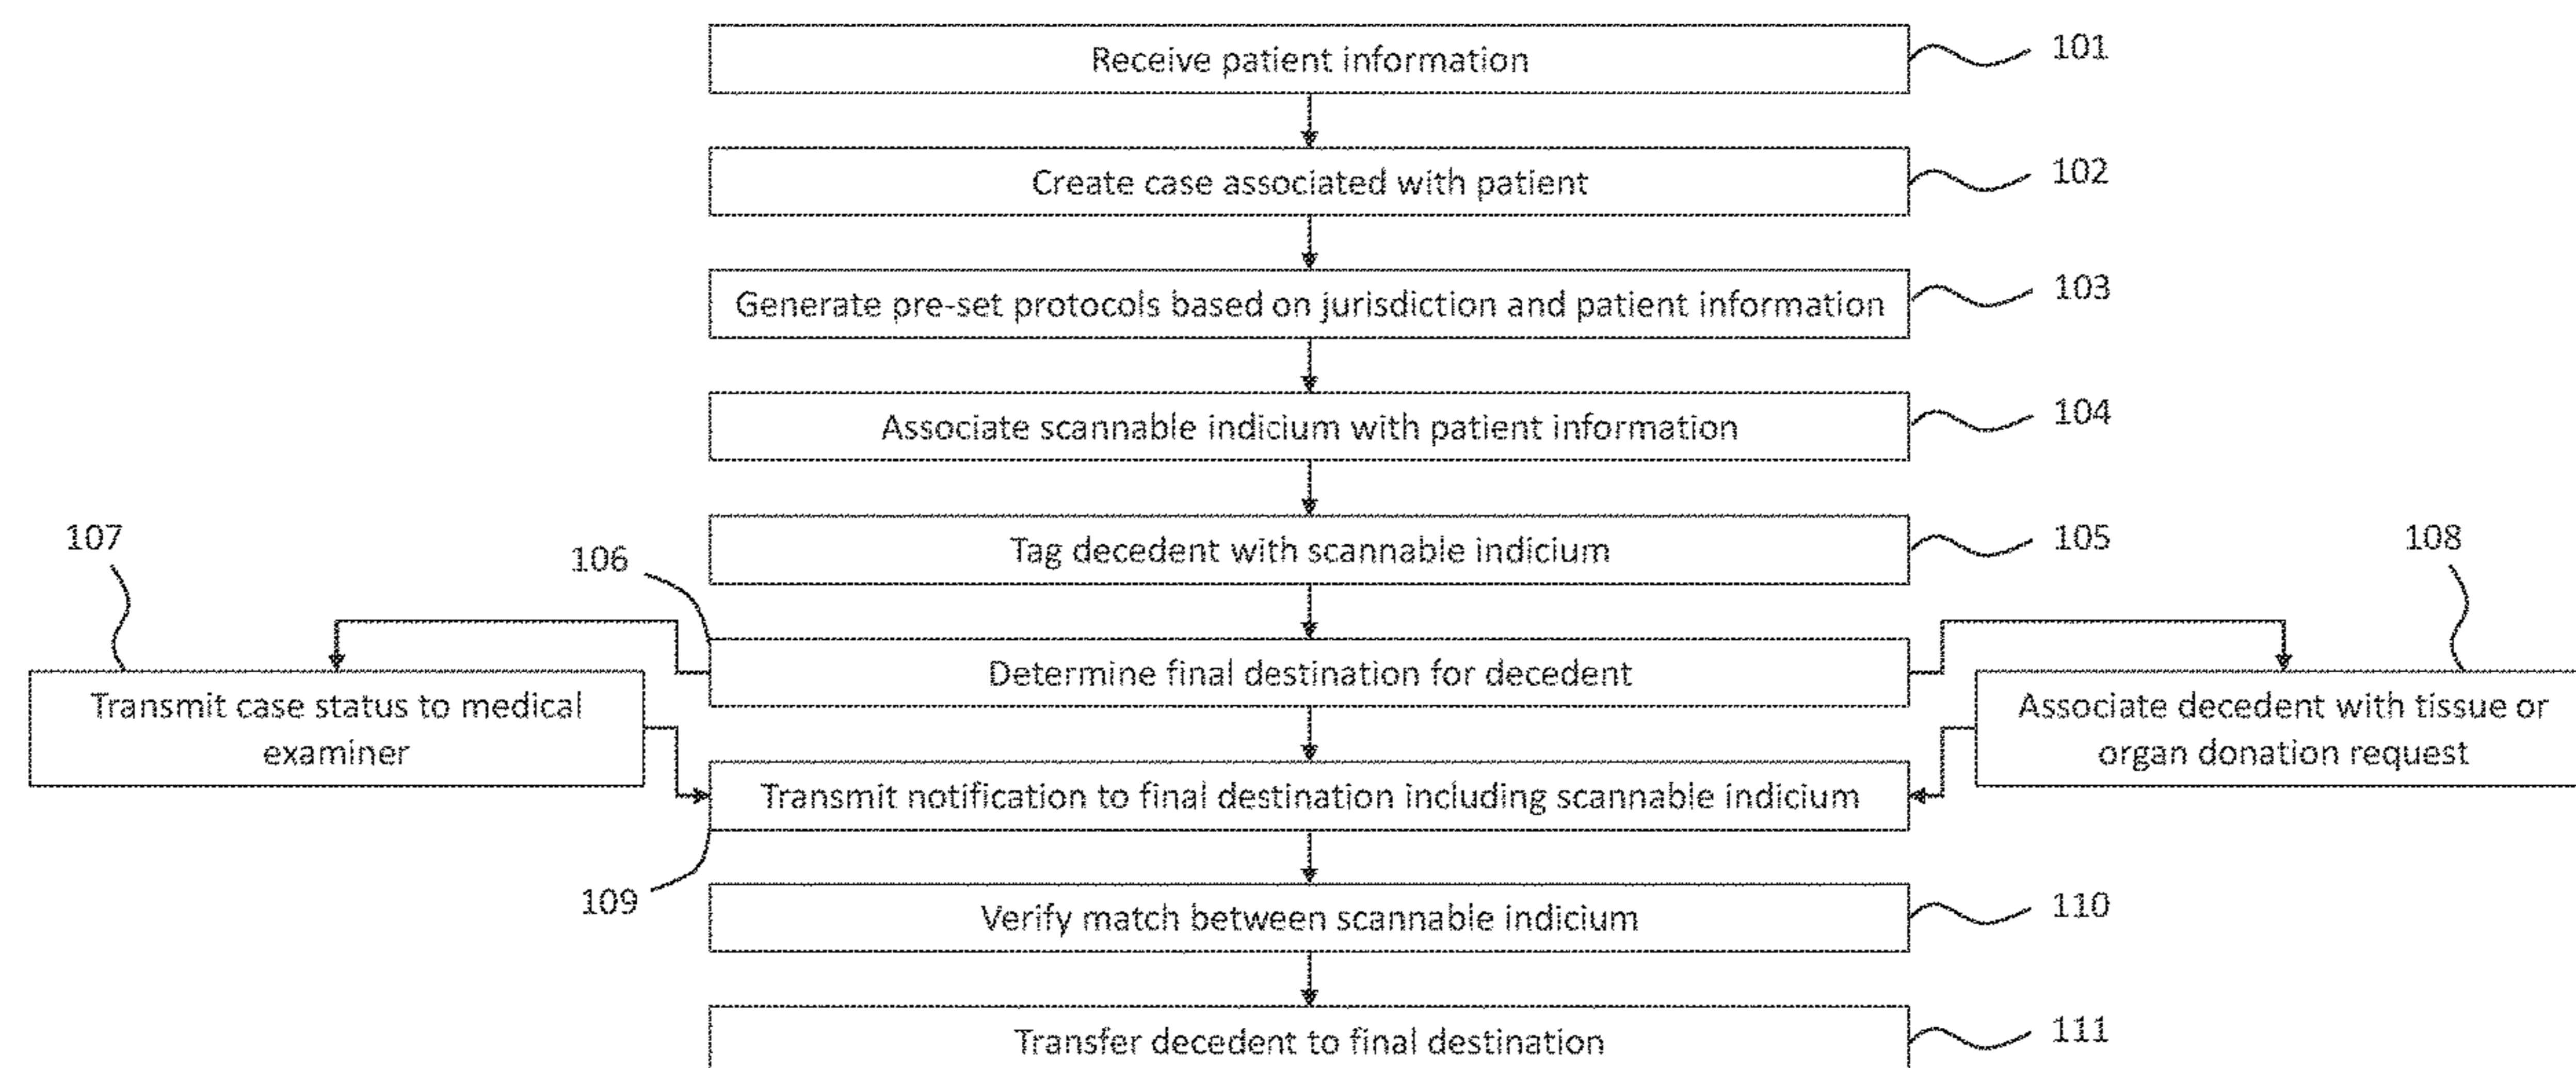 Receive patient information
101
Create case associated with patient
102
Generate pre-set protocols based on jurisdiction and patient information
103
Associate scannable indicium with patient information
104
Tag decedent with scannable indicium
105
106
Determine final destination for decedent
107
Transmit case status to medical
examiner
108
Associate decedent with tissue or
organ donation request
Transmit notification to final destination including scannable indicium
109
Verify match between scannable indicium
110
Transfer decedent to final destination
111